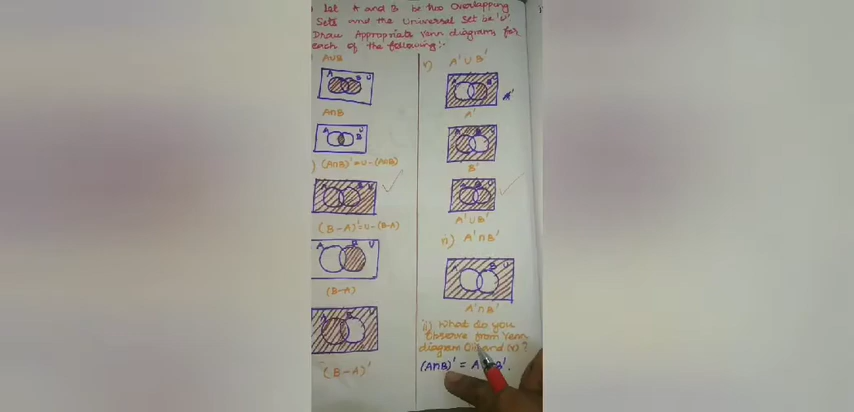 Let A and B be two overlapping
Sets and the Universal Set be 'U'.
Draw Appropriate Venn diagrams for
each of the following:-
A∪B
A B U
A∩B
A U
B
) (A∩B)' = U-(A∩B)
A B U
(B-A)' = U-(B-A)
A B U
(B-A)
(B-A)'
v) A' ∪ B'
A B
A'
A'
A B U
B'
A B U
A'∪B'
A'∩B'
A B U
A'∩B'
What do you
Observe from Venn
diagram and (v)?
(A∩B)' = A B'.